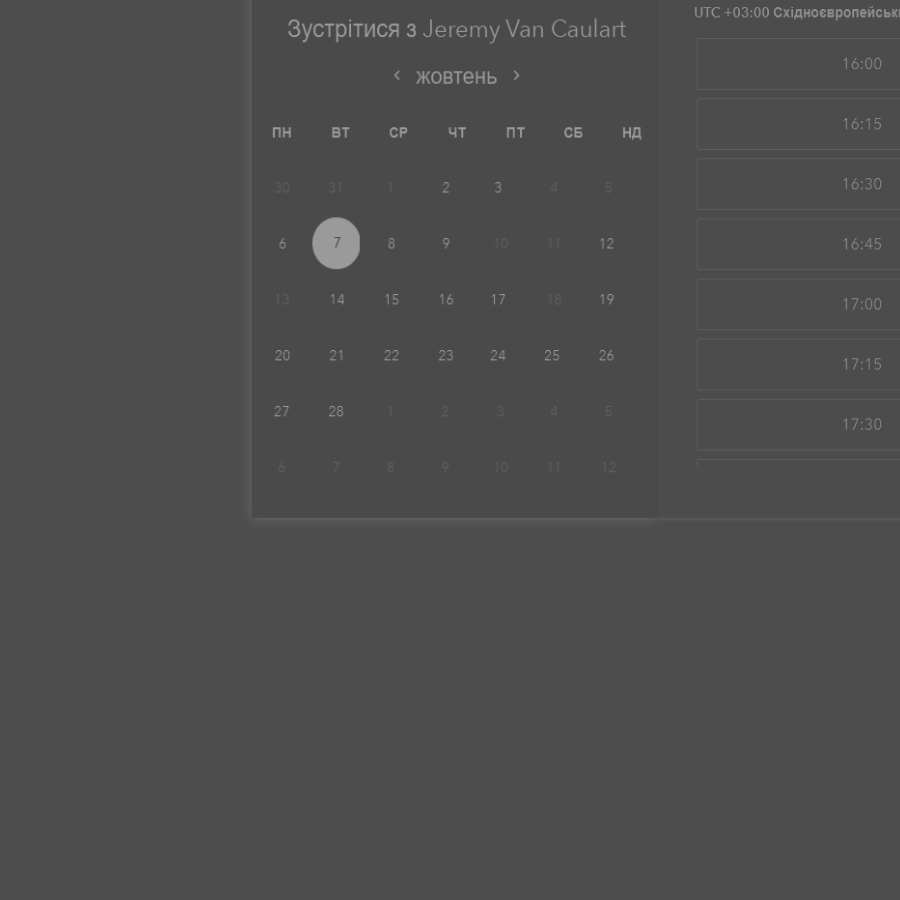 Зустрітися з Jeremy Van Caulart
‹ жовтень ›
ПН ВТ СР ЧТ ПТ СБ НД
30 31 1 2 3 4 5
6 7 8 9 10 11 12
13 14 15 16 17 18 19
20 21 22 23 24 25 26
27 28 1 2 3 4 5
6 7 8 9 10 11 12
UTC +03:00 Східноєвропейськ
16:00
16:15
16:30
16:45
17:00
17:15
17:30